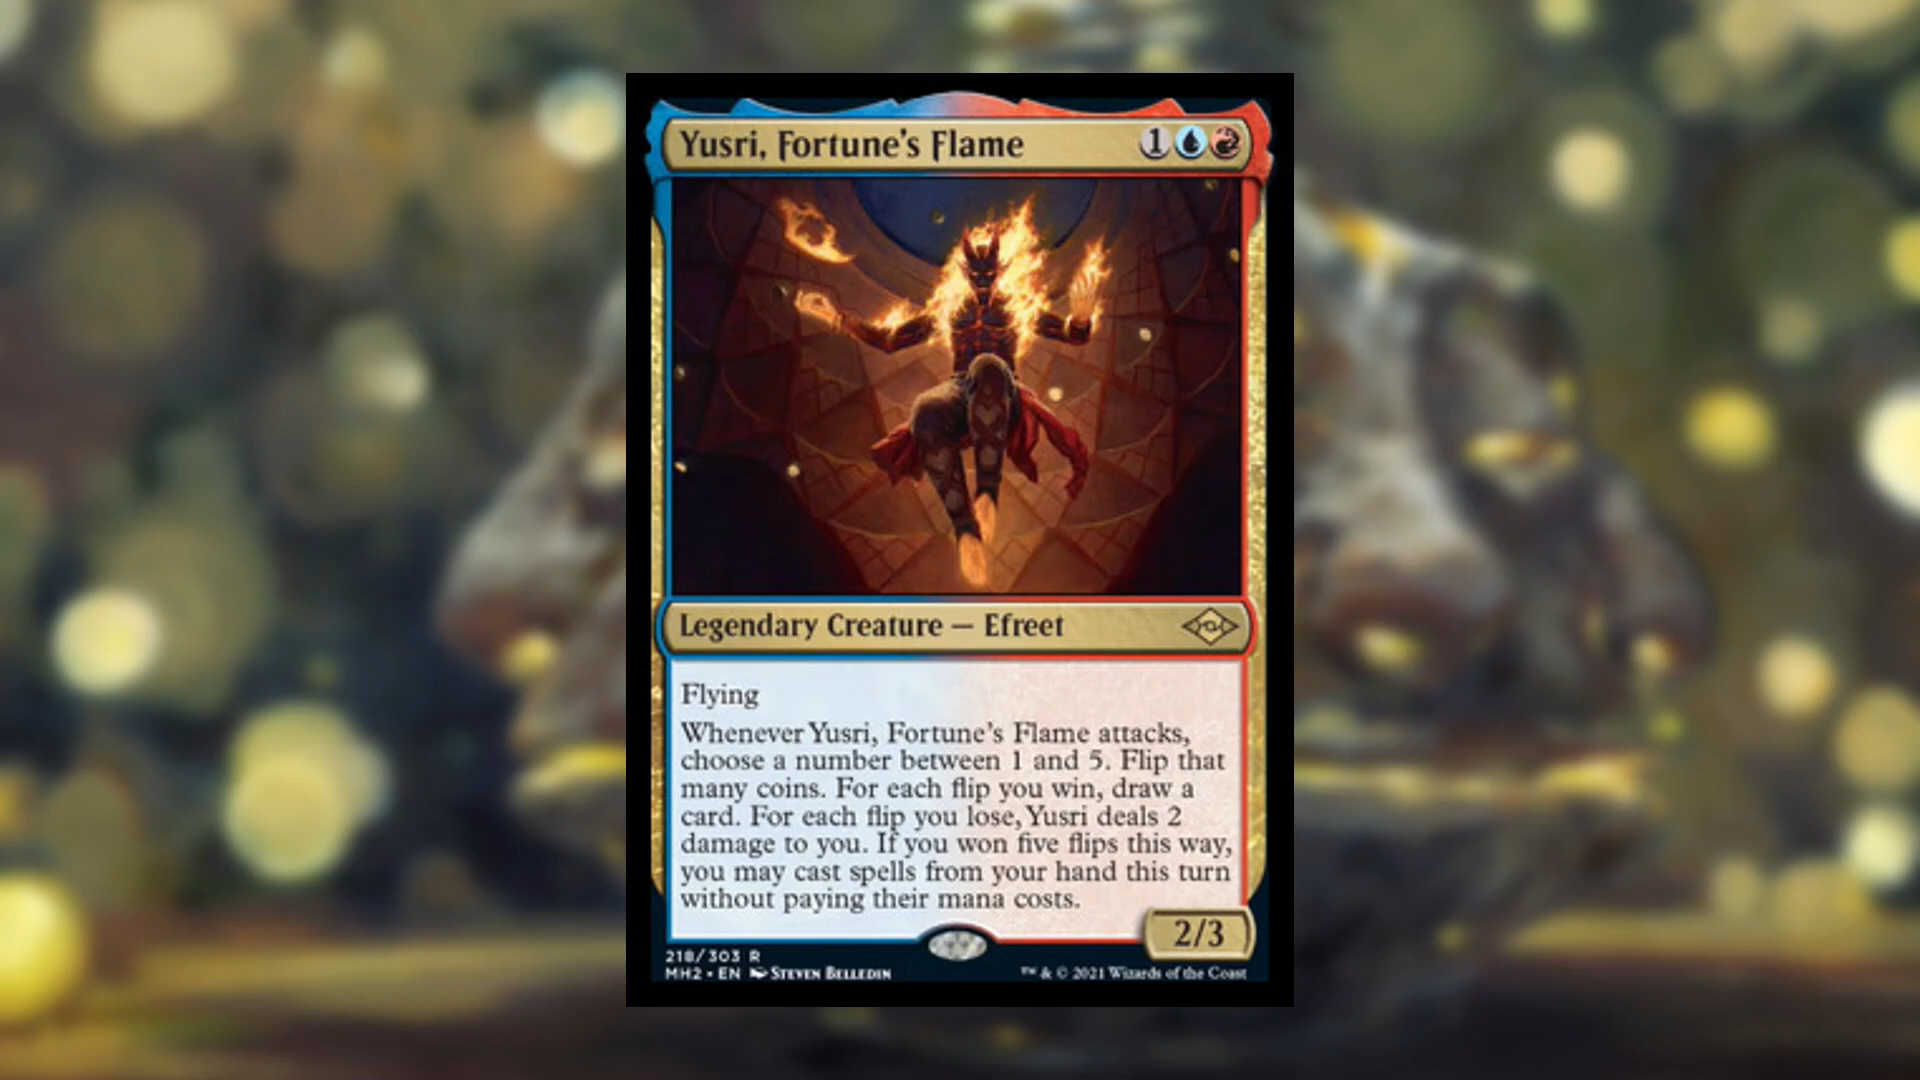 Yusri, Fortune's Flame 1
Legendary Creature — Efreet
Flying
Whenever Yusri, Fortune's Flame attacks,
choose a number between 1 and 5. Flip that
many coins. For each flip you win, draw a
card. For each flip you lose, Yusri deals 2
damage to you. If you won five flips this way,
you may cast spells from your hand this turn
without paying their mana costs.
2/3
218/303 R
MH2 • EN STEVEN BELLEDIN
™ & © 2021 Wizards of the Coast